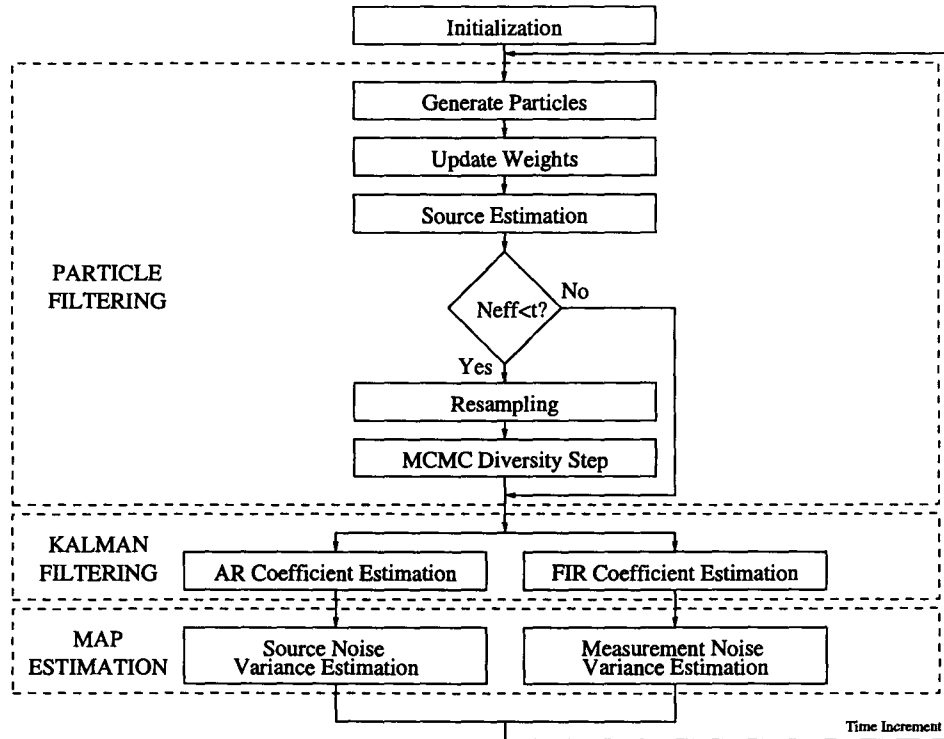 Initialization
Generate Particles
Update Weights
Source Estimation
PARTICLE
FILTERING
Neff<t?
No
Yes
Resampling
MCMC Diversity Step
KALMAN
FILTERING
AR Coefficient Estimation
FIR Coefficient Estimation
MAP
ESTIMATION
Source Noise
Variance Estimation
Measurement Noise
Variance Estimation
Time Increment